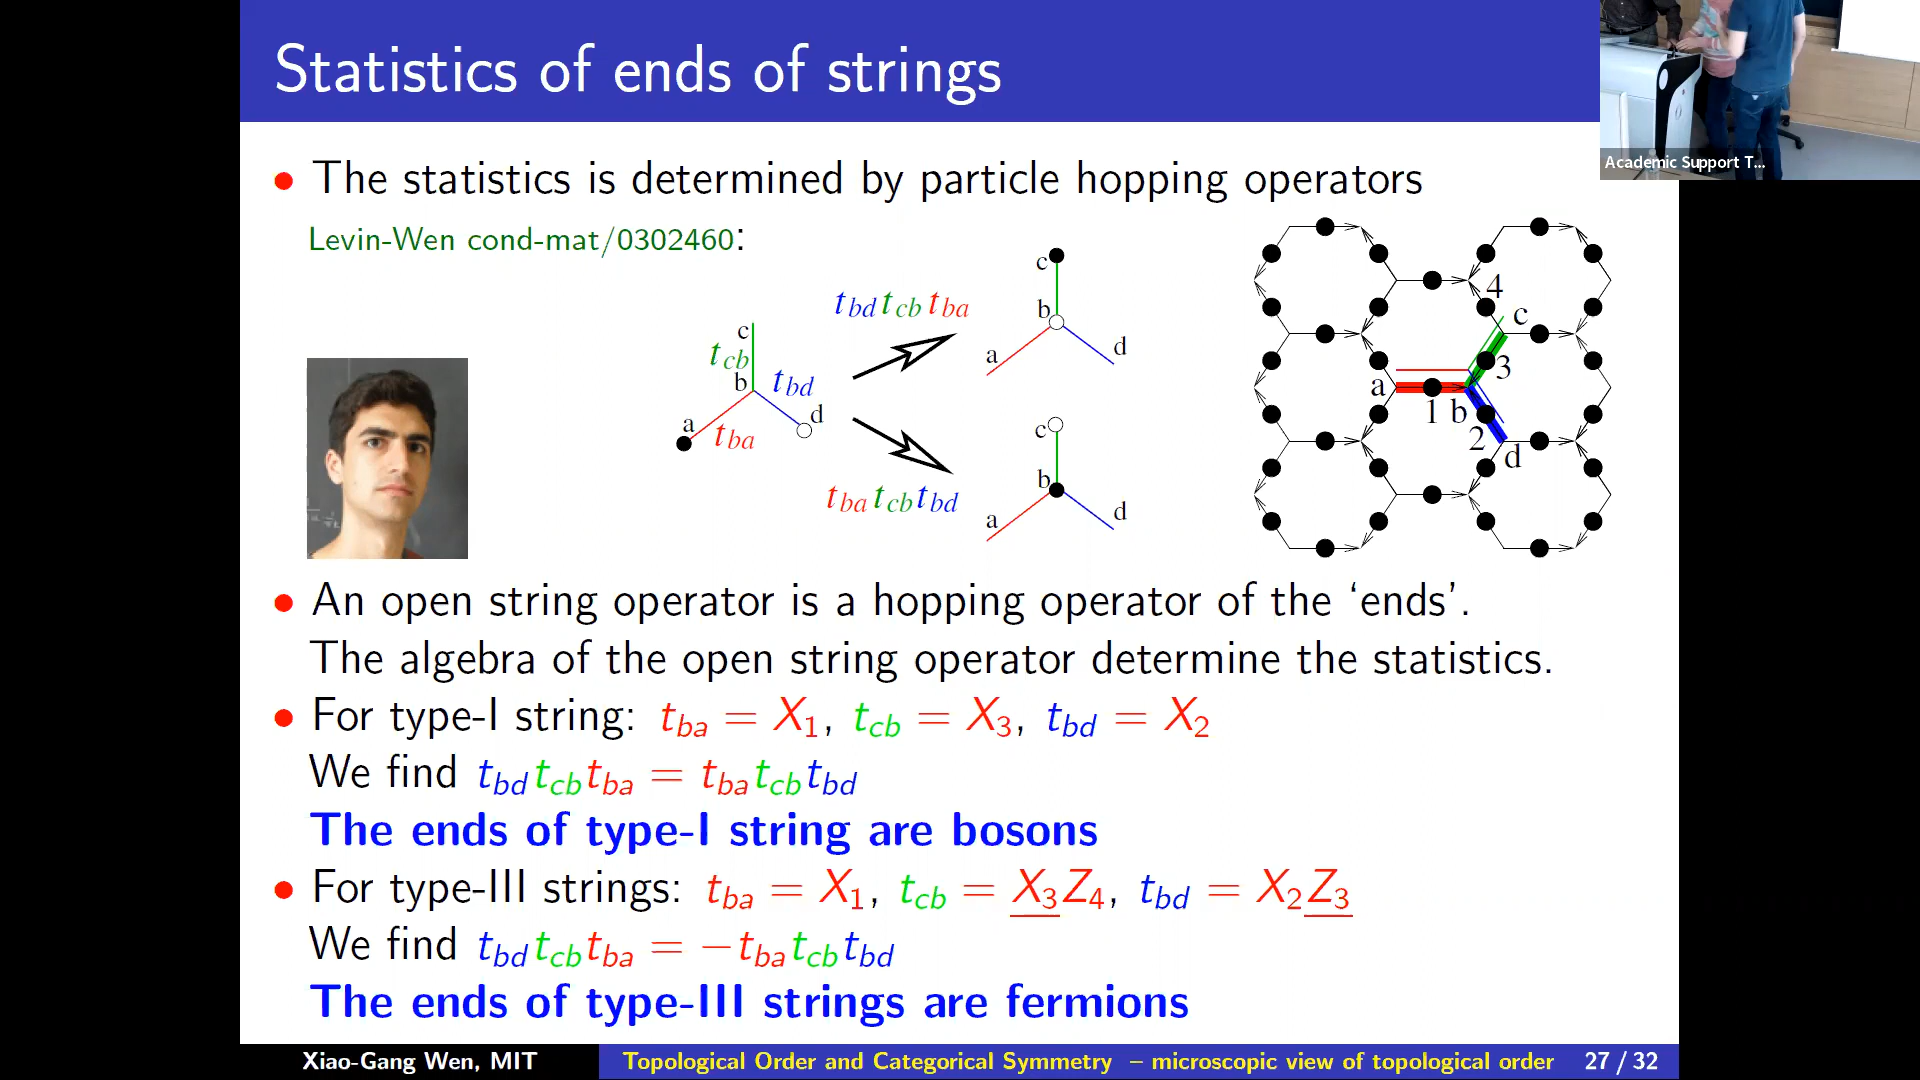 Statistics of ends of strings
Academic Support T...
• The statistics is determined by particle hopping operators
Levin-Wen cond-mat/0302460:
c
t_cb
b
t_bd
a
d
t_ba
t_bd t_cb t_ba
c
b
a
d
t_ba t_cb t_bd
c
b
a
d
4
c
3
a
1 b
2
d
• An open string operator is a hopping operator of the ‘ends’.
The algebra of the open string operator determine the statistics.
• For type-I string: t_ba = X_1, t_cb = X_3, t_bd = X_2
We find t_bd t_cb t_ba = t_ba t_cb t_bd
The ends of type-I string are bosons
• For type-III strings: t_ba = X_1, t_cb = X_3 Z_4, t_bd = X_2 Z_3
We find t_bd t_cb t_ba = −t_ba t_cb t_bd
The ends of type-III strings are fermions
Xiao-Gang Wen, MIT
Topological Order and Categorical Symmetry – microscopic view of topological order
27 / 32